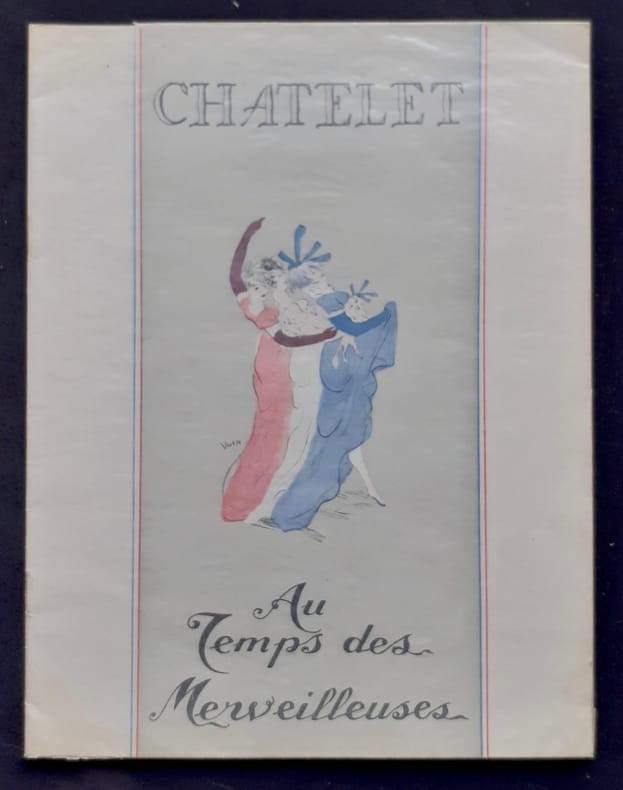 CHATELET
Au
Temps des
Merveilleuses